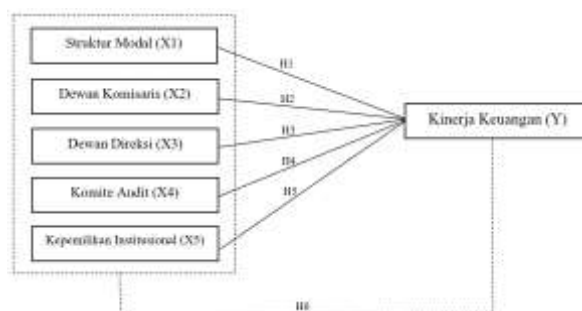 Struktur Modal (X1)
H1
Dewan Komisaris (X2)
H2
Kinerja Keuangan (Y)
Dewan Direksi (X3)
H3
H4
Komite Audit (X4)
H5
Kepemilikan Institusional (X5)
H6